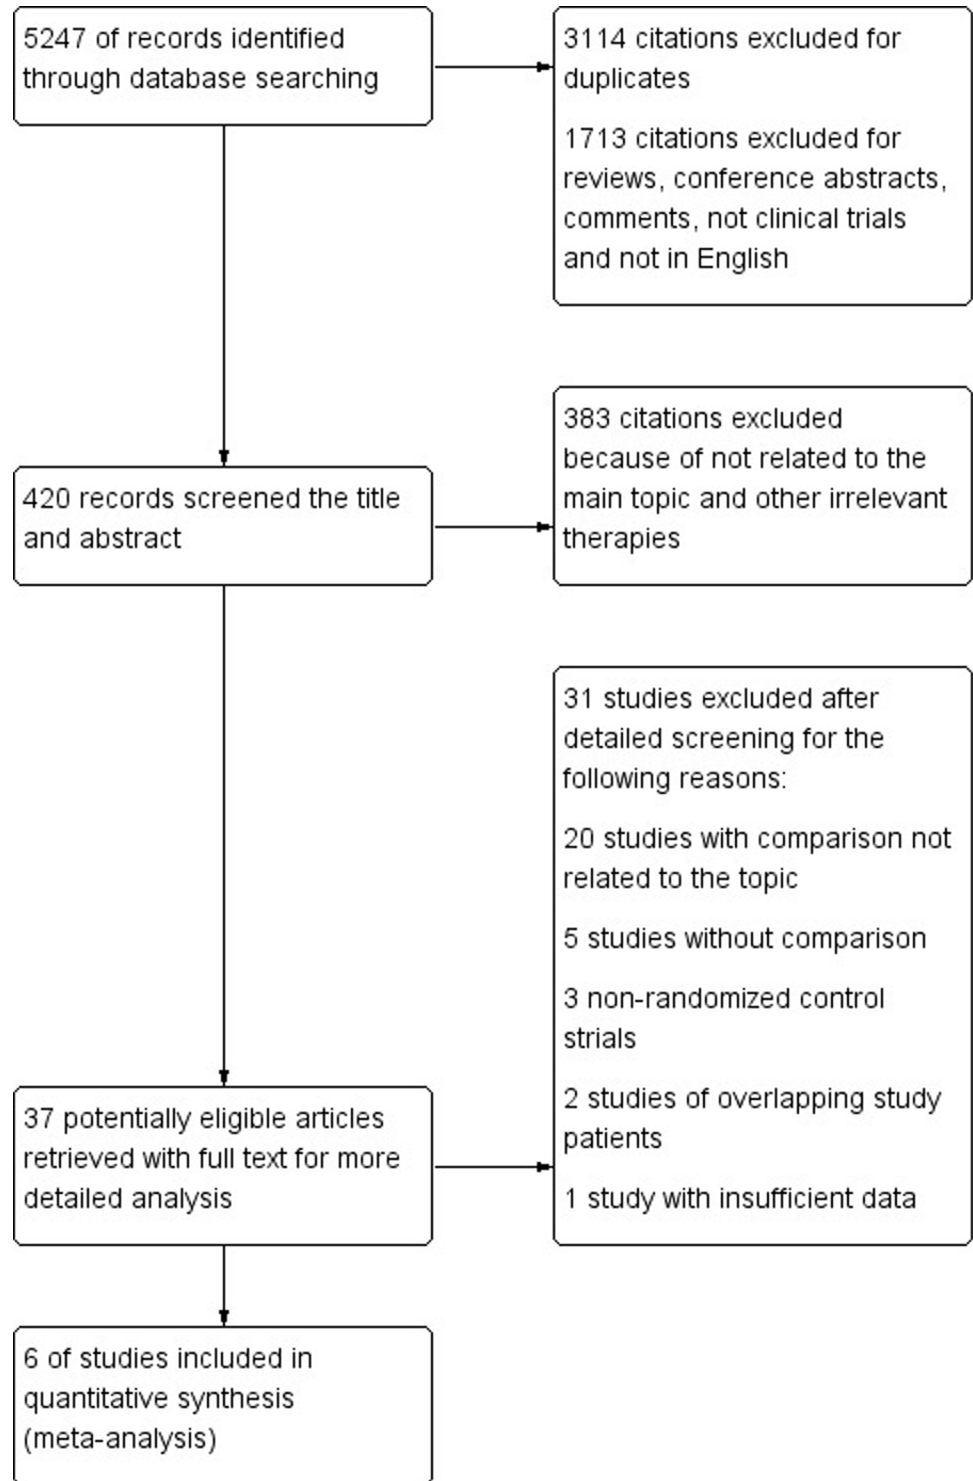 5247 of records identified
through database searching
3114 citations excluded for
duplicates
1713 citations excluded for
reviews, conference abstracts,
comments, not clinical trials
and not in English
420 records screened the title
and abstract
383 citations excluded
because of not related to the
main topic and other irrelevant
therapies
37 potentially eligible articles
retrieved with full text for more
detailed analysis
31 studies excluded after
detailed screening for the
following reasons:
20 studies with comparison not
related to the topic
5 studies without comparison
3 non-randomized control
strials
2 studies of overlapping study
patients
1 study with insufficient data
6 of studies included in
quantitative synthesis
(meta-analysis)